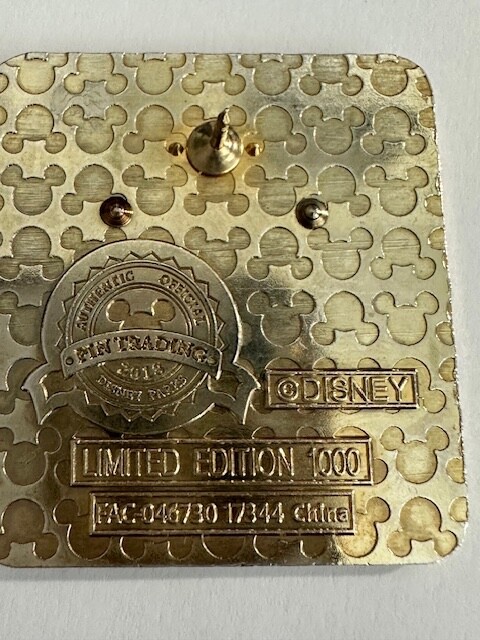 AUTHENTIC OFFICIAL
PIN TRADING
2018
DISNEY PARKS
©DISNEY
LIMITED EDITION 1000
FAC-046730 17344 China